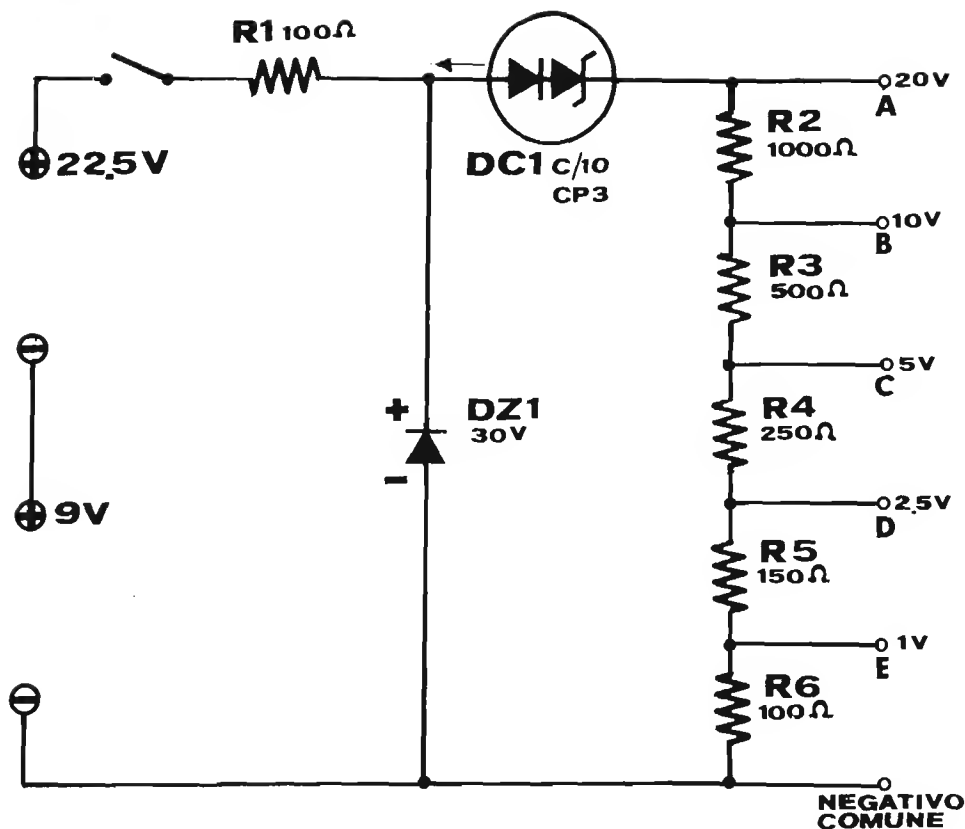 R1 100Ω
22.5V
DC1 C/10
CP3
20V
A
R2
1000Ω
10V
B
R3
500Ω
5V
C
R4
250Ω
+
DZ1
30V
-
9V
2.5V
D
R5
150Ω
1V
E
R6
100Ω
NEGATIVO
COMUNE